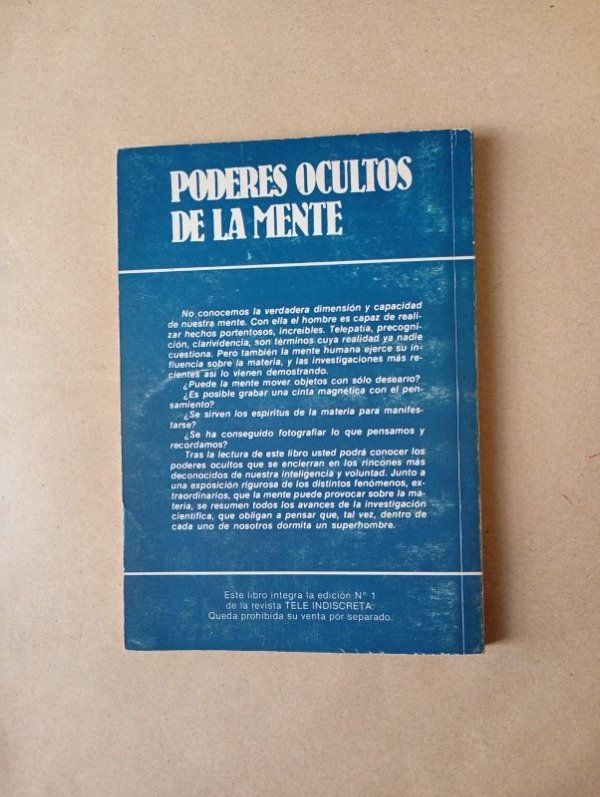 PODERES OCULTOS
DE LA MENTE
No conocemos la verdadera dimensión y capacidad
de nuestra mente. Con ella el hombre es capaz de reali-
zar hechos portentosos, increíbles. Telepatía, precogni-
ción, clarividencia, son términos cuya realidad ya nadie
cuestiona. Pero también la mente humana ejerce su in-
fluencia sobre la materia, y las investigaciones más re-
cientes así lo vienen demostrando.
¿Puede la mente mover objetos con sólo desearlo?
¿Es posible grabar una cinta magnética con el pen-
samiento?
¿Se sirven los espíritus de la materia para manifes-
tarse?
¿Se ha conseguido fotografiar lo que pensamos y
recordamos?
Tras la lectura de este libro usted podrá conocer los
poderes ocultos que se encierran en los rincones más
deconocidos de nuestra inteligencia y voluntad. Junto a
una exposición rigurosa de los distintos fenómenos, ex-
traordinarios, que la mente puede provocar sobre la ma-
teria, se resumen todos los avances de la investigación
científica, que obligan a pensar que, tal vez, dentro de
cada uno de nosotros dormita un superhombre.
Este libro integra la edición N° 1
de la revista TELE INDISCRETA.
Queda prohibida su venta por separado.